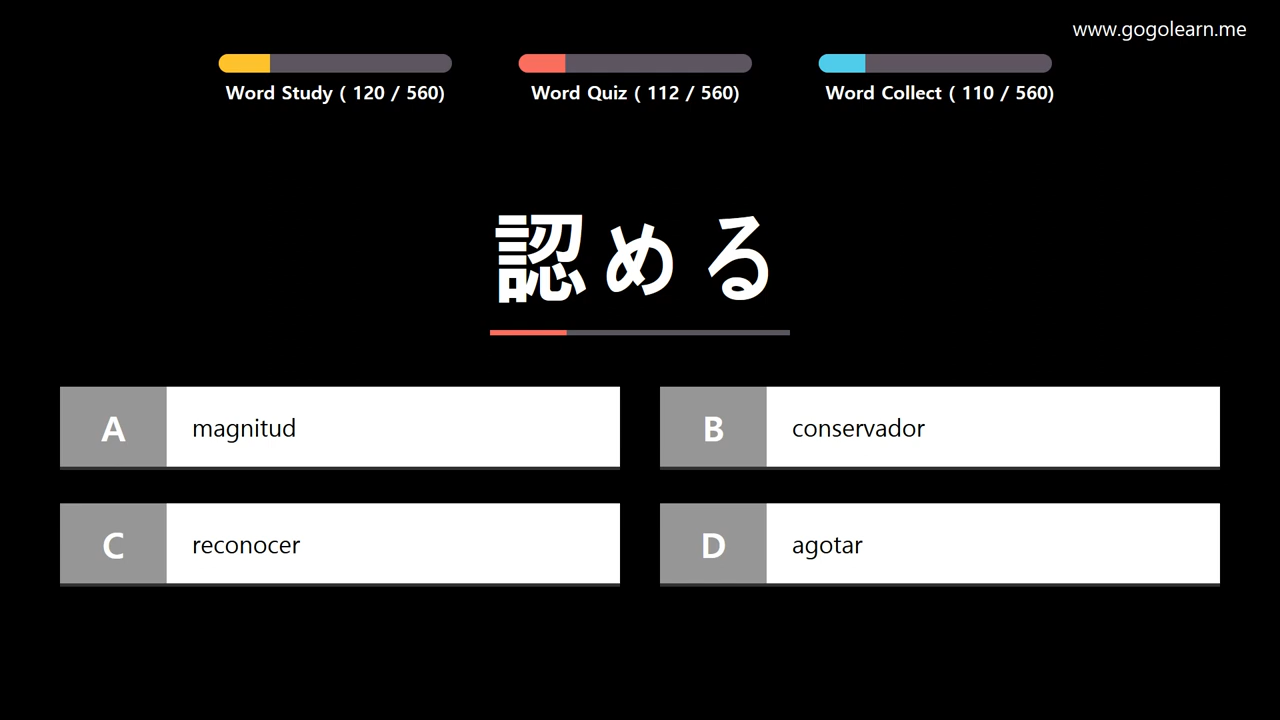 www.gogolearn.me
Word Study ( 120 / 560)
Word Quiz ( 112 / 560)
Word Collect ( 110 / 560)
認める
A magnitud
B conservador
C reconocer
D agotar